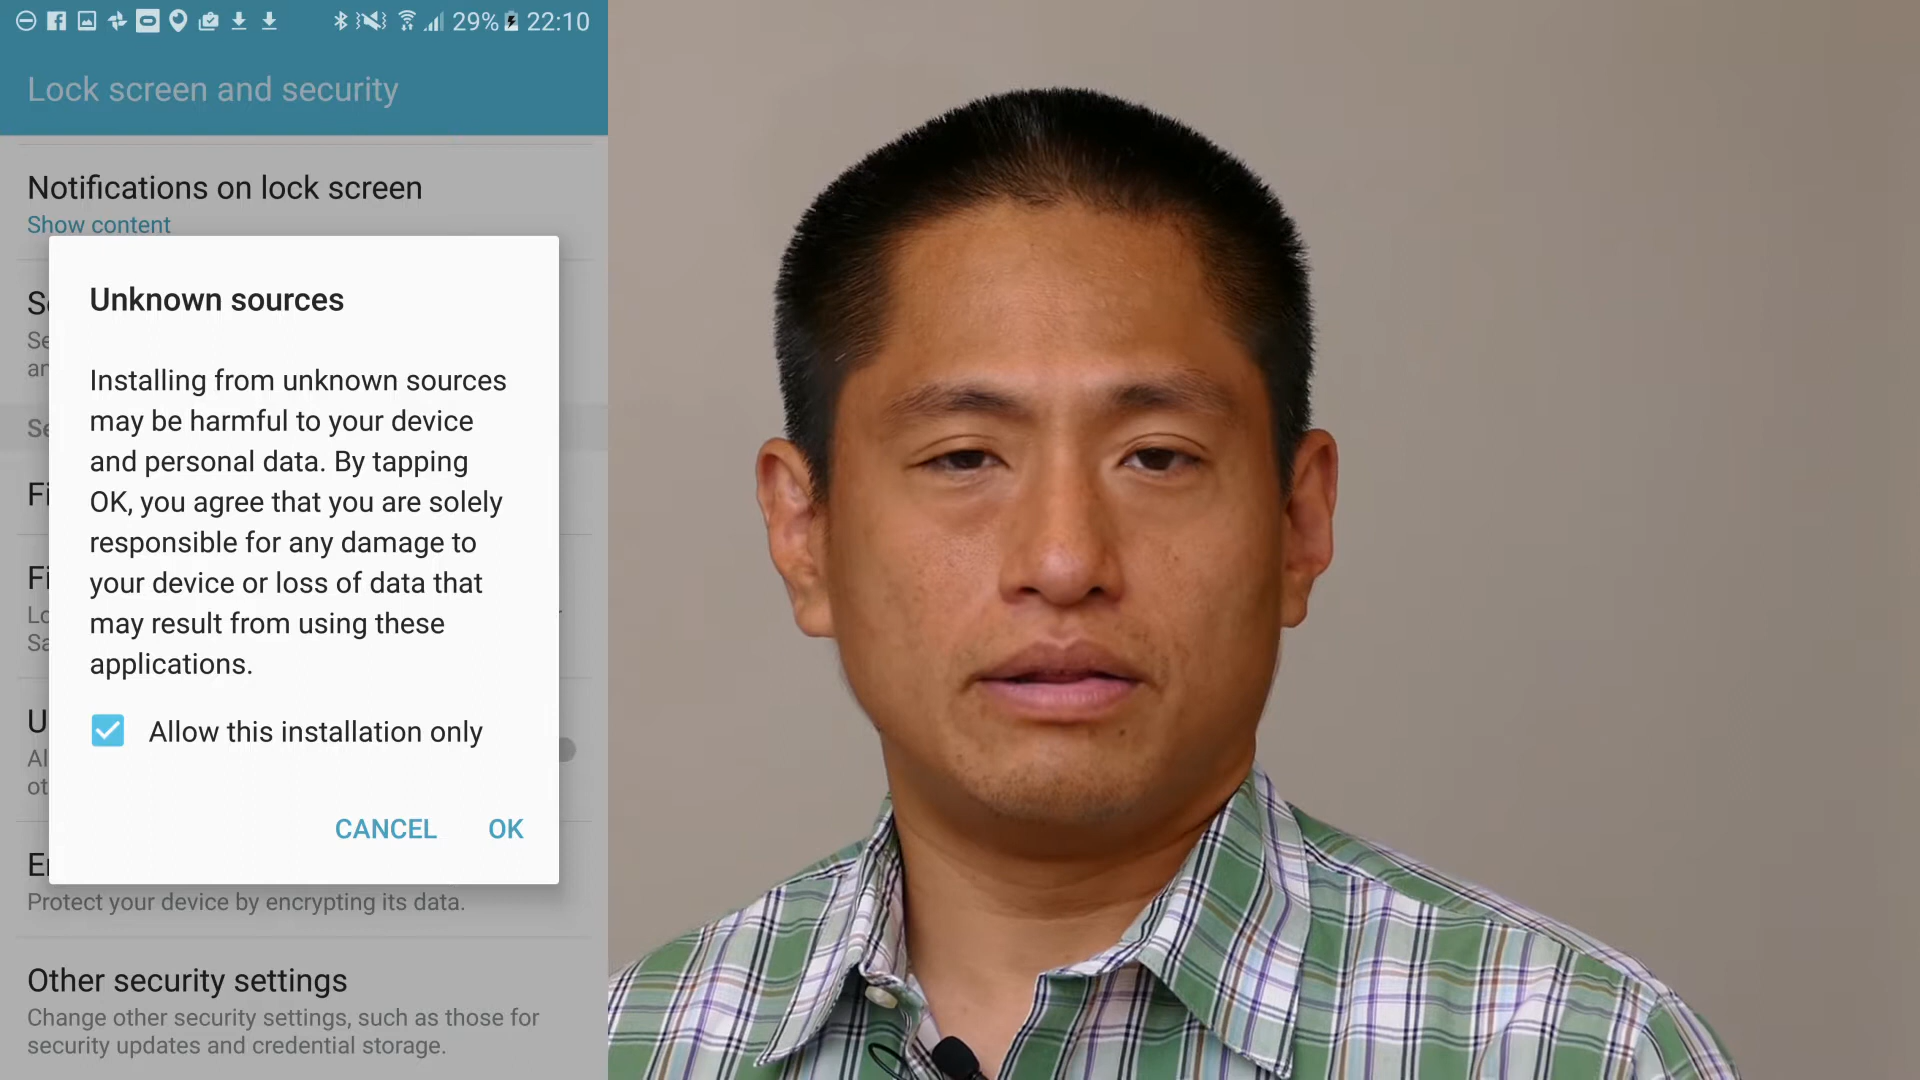 29% 22:10
Lock screen and security
Notifications on lock screen
Show content
Unknown sources
Installing from unknown sources
may be harmful to your device
and personal data. By tapping
OK, you agree that you are solely
responsible for any damage to
your device or loss of data that
may result from using these
applications.
Allow this installation only
CANCEL OK
Protect your device by encrypting its data.
Other security settings
Change other security settings, such as those for
security updates and credential storage.